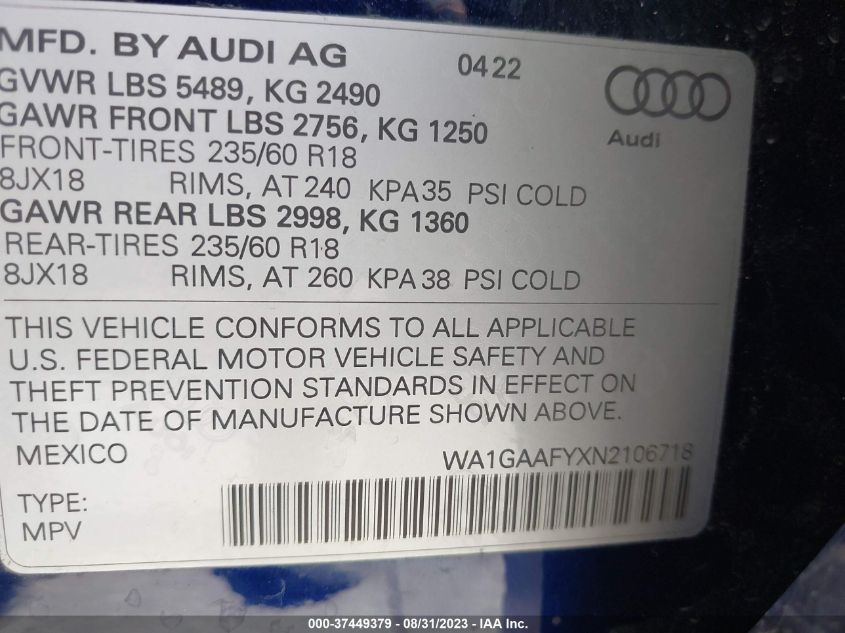 MFD. BY AUDI AG 0422
GVWR LBS 5489, KG 2490
GAWR FRONT LBS 2756, KG 1250
Audi
FRONT-TIRES 235/60 R18
8JX18 RIMS, AT 240 KPA35 PSI COLD
GAWR REAR LBS 2998, KG 1360
REAR-TIRES 235/60 R18
8JX18 RIMS, AT 260 KPA38 PSI COLD
THIS VEHICLE CONFORMS TO ALL APPLICABLE
U.S. FEDERAL MOTOR VEHICLE SAFETY AND
THEFT PREVENTION STANDARDS IN EFFECT ON
THE DATE OF MANUFACTURE SHOWN ABOVE.
MEXICO WA1GAAFYXN2106718
TYPE:
MPV
000-37449379 - 08/31/2023 - IAA Inc.